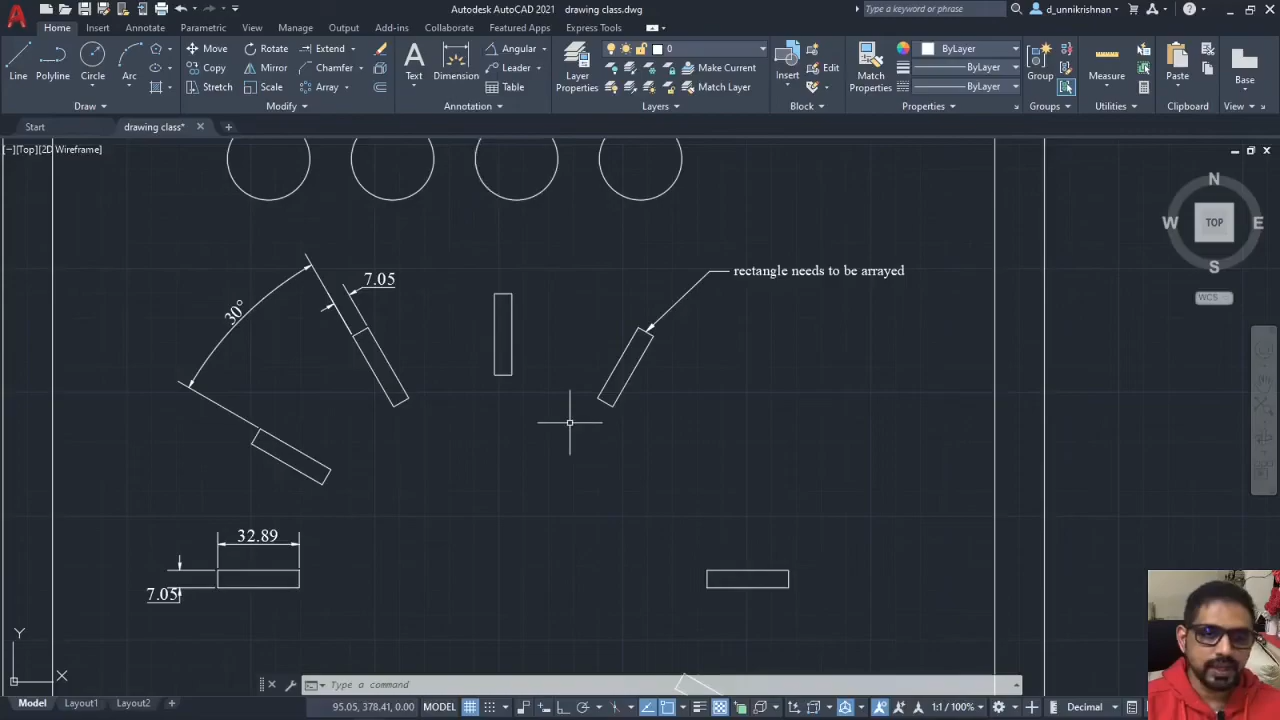 Autodesk AutoCAD 2021 drawing class.dwg
Type a keyword or phrase
d_unnikrishnan
Home Insert Annotate Parametric View Manage Output Add-ins Collaborate Express Tools Featured Apps
Line Polyline Circle Arc
Move Rotate Extend
Copy Mirror Chamfer
Stretch Scale Array
Text Dimension
Angular
Leader
Table
Layer
Properties
0
Make Current
Match Layer
Insert
Edit
Match
Properties
ByLayer
ByLayer
ByLayer
Group
Measure
Paste
Base
Draw Modify Annotation Layers Block Properties Groups Utilities Clipboard View
Start drawing class*
[−][Top][2D Wireframe]
N
W TOP E
S
WCS
7.05
30°
rectangle needs to be arrayed
32.89
7.05
Y
X
Type a command
Model Layout1 Layout2
95.05, 378.41, 0.00 MODEL 1:1 / 100% Decimal